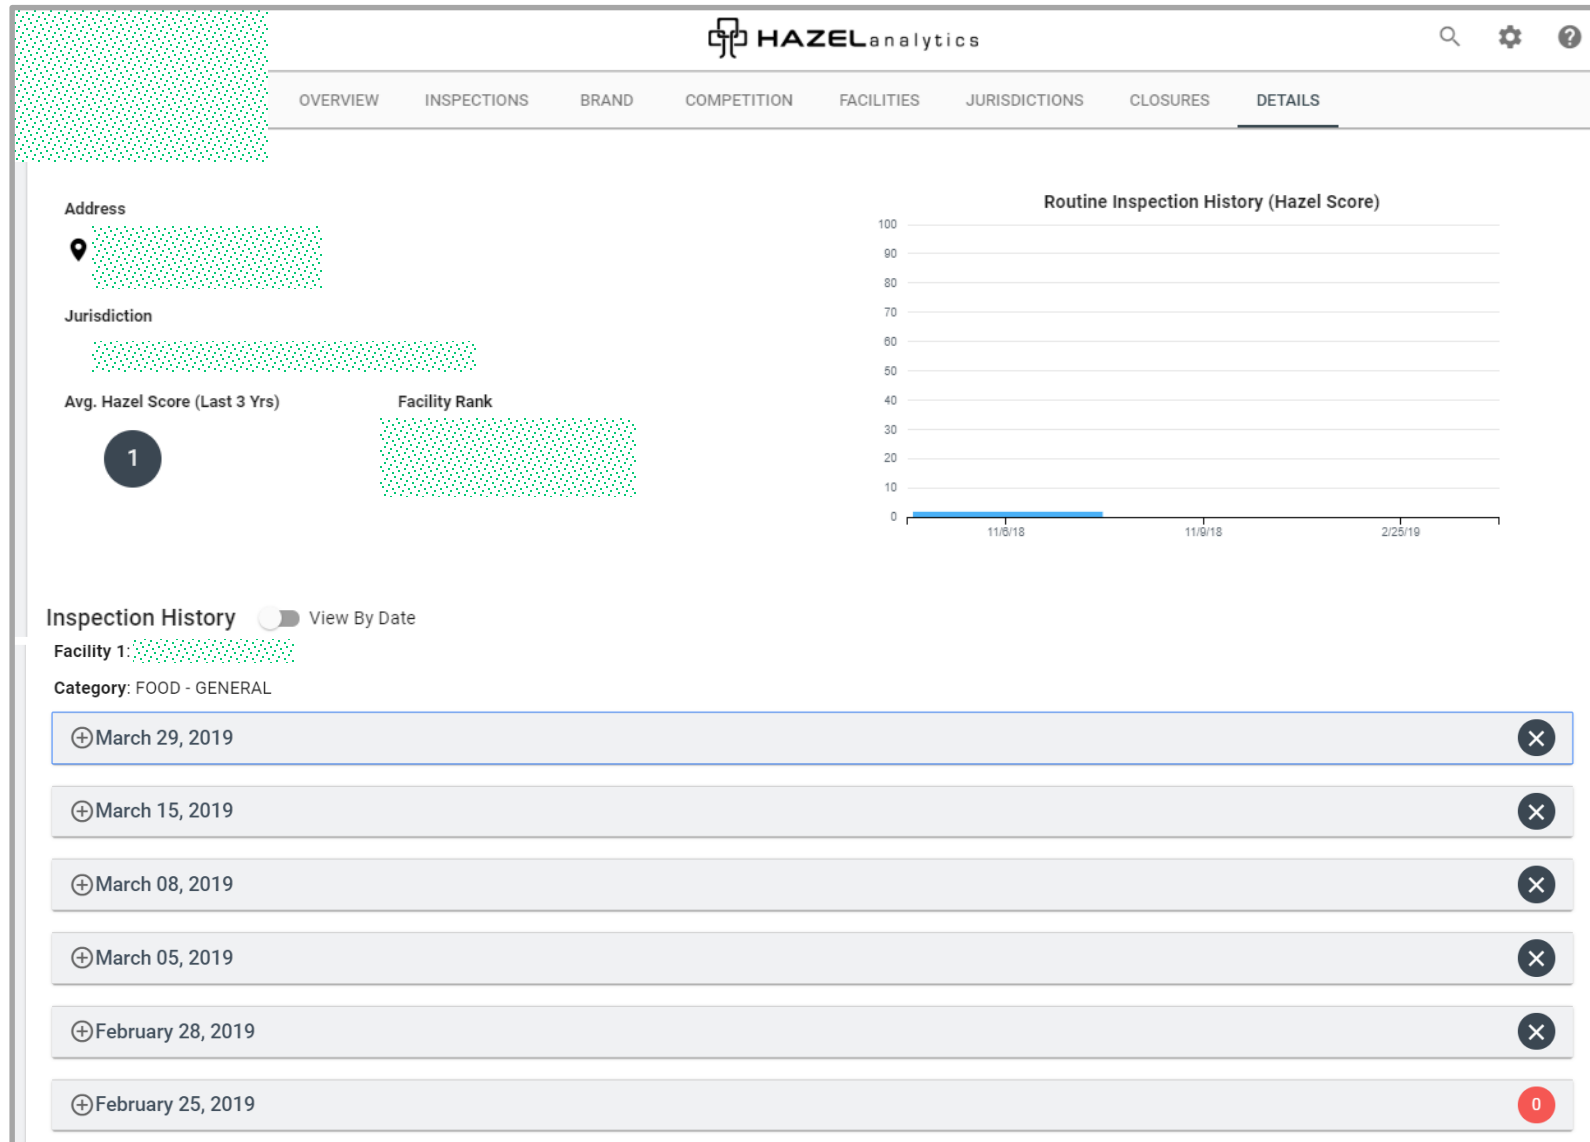 HAZELanalytics
OVERVIEW INSPECTIONS BRAND COMPETITION FACILITIES JURISDICTIONS CLOSURES DETAILS
Address
Jurisdiction
Avg. Hazel Score (Last 3 Yrs) Facility Rank
1
Routine Inspection History (Hazel Score)
100
90
80
70
60
50
40
30
20
10
0
11/6/18 11/9/18 2/25/19
Inspection History View By Date
Facility 1:
Category: FOOD - GENERAL
March 29, 2019
March 15, 2019
March 08, 2019
March 05, 2019
February 28, 2019
February 25, 2019 0